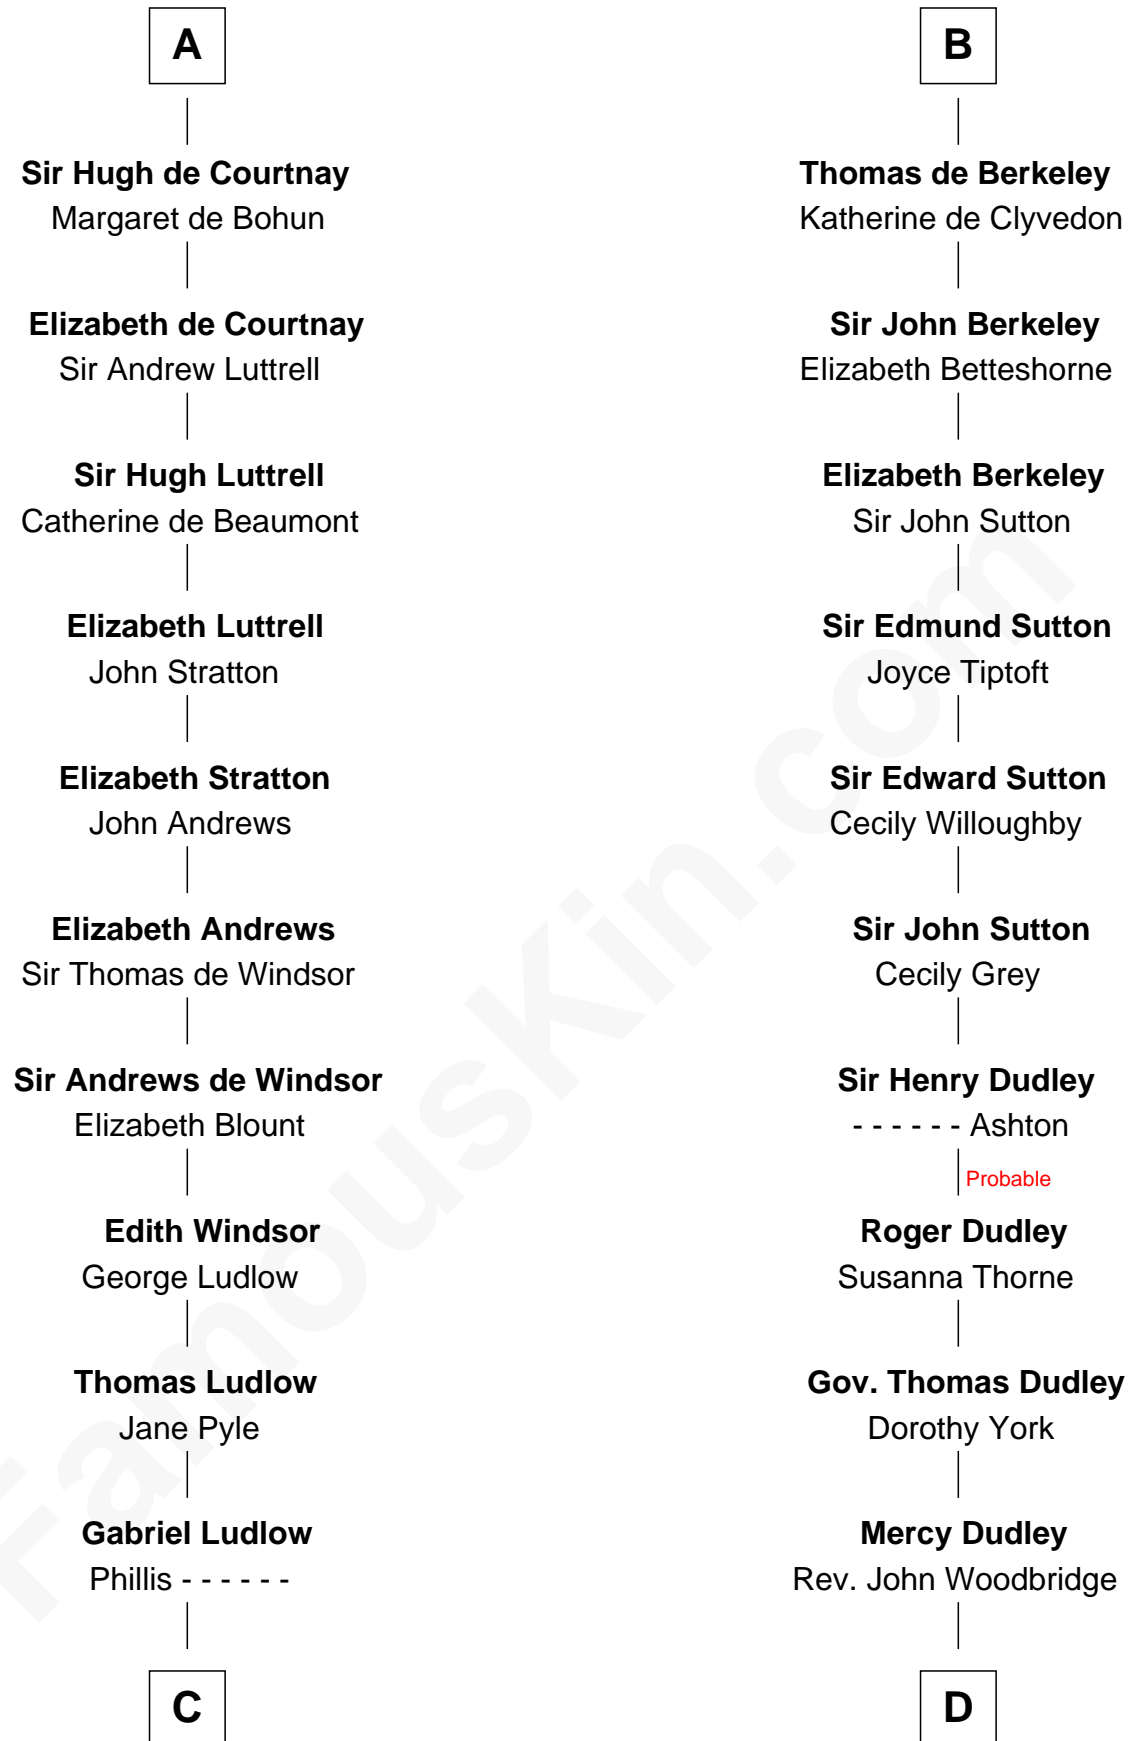 A
Sir Hugh de Courtnay
Margaret de Bohun
Elizabeth de Courtnay
Sir Andrew Luttrell
Sir Hugh Luttrell
Catherine de Beaumont
Elizabeth Luttrell
John Stratton
Elizabeth Stratton
John Andrews
Elizabeth Andrews
Sir Thomas de Windsor
Sir Andrews de Windsor
Elizabeth Blount
Edith Windsor
George Ludlow
Thomas Ludlow
Jane Pyle
Gabriel Ludlow
Phillis - - - - - -
C
B
Thomas de Berkeley
Katherine de Clyvedon
Sir John Berkeley
Elizabeth Betteshorne
Elizabeth Berkeley
Sir John Sutton
Sir Edmund Sutton
Joyce Tiptoft
Sir Edward Sutton
Cecily Willoughby
Sir John Sutton
Cecily Grey
Sir Henry Dudley
- - - - - - Ashton
Probable
Roger Dudley
Susanna Thorne
Gov. Thomas Dudley
Dorothy York
Mercy Dudley
Rev. John Woodbridge
D
FamousKin.com